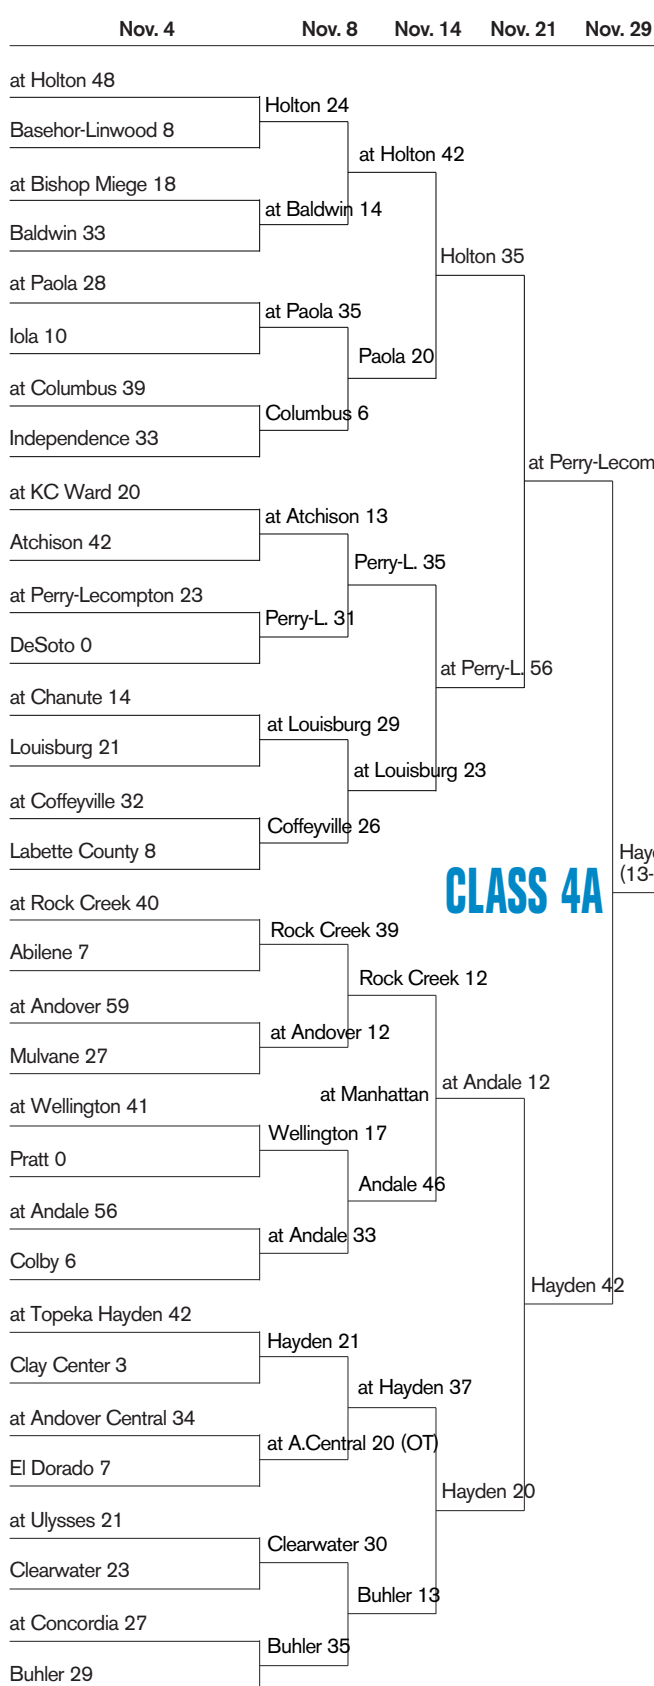 Nov. 4 Nov. 8 Nov. 14 Nov. 21 Nov. 29
at Holton 48
Holton 24
Basehor-Linwood 8
at Holton 42
at Bishop Miege 18
at Baldwin 14
Baldwin 33
Holton 35
at Paola 28
at Paola 35
Iola 10
Paola 20
at Columbus 39
Columbus 6
Independence 33
at Perry-Lecom
at KC Ward 20
at Atchison 13
Atchison 42
Perry-L. 35
at Perry-Lecompton 23
Perry-L. 31
DeSoto 0
at Perry-L. 56
at Chanute 14
at Louisburg 29
Louisburg 21
at Louisburg 23
at Coffeyville 32
Coffeyville 26
Labette County 8
Hay
(13-
CLASS 4A
at Rock Creek 40
Rock Creek 39
Abilene 7
Rock Creek 12
at Andover 59
at Andover 12
Mulvane 27
at Andale 12
at Manhattan
at Wellington 41
Wellington 17
Pratt 0
Andale 46
at Andale 56
at Andale 33
Colby 6
Hayden 42
at Topeka Hayden 42
Hayden 21
Clay Center 3
at Hayden 37
at Andover Central 34
at A.Central 20 (OT)
El Dorado 7
Hayden 20
at Ulysses 21
Clearwater 30
Clearwater 23
Buhler 13
at Concordia 27
Buhler 35
Buhler 29